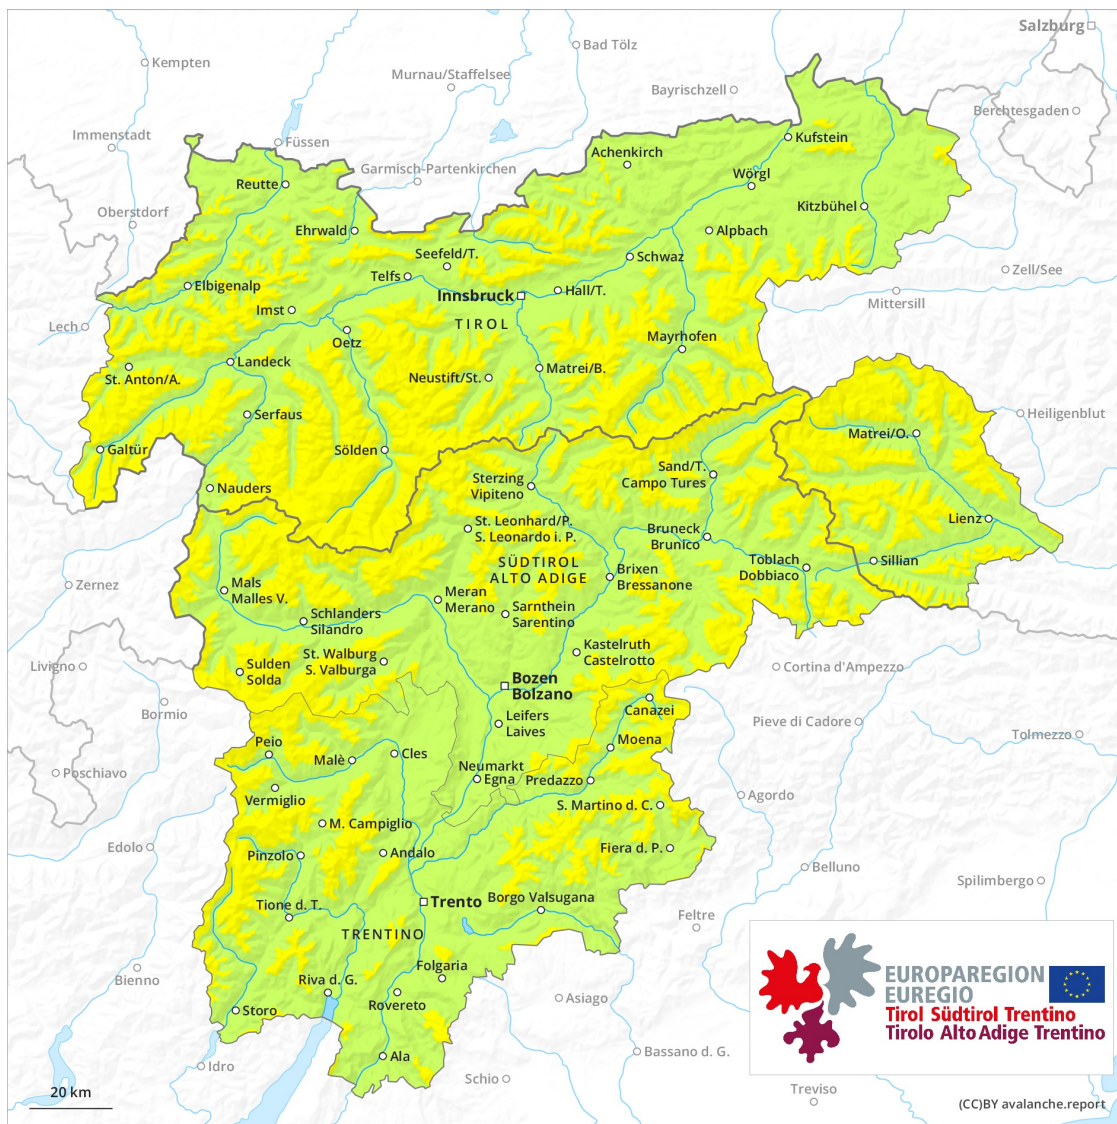 Salzburg
Bad Tölz
Kempten
Murnau/Staffelsee
Bayrischzell
Berchtesgaden
Immenstadt
Füssen
Kufstein
Achenkirch
Garmisch-Partenkirchen
Wörgl
Reutte
Kitzbühel
Oberstdorf
Ehrwald
Alpbach
Seefeld/T.
Schwaz
Zell/See
Telfs
Elbigenalp
Innsbruck
Hall/T.
Mittersill
Imst
TIROL
Lech
Oetz
Mayrhofen
Landeck
Matrei/B.
St. Anton/A.
Neustift/St.
Serfaus
Heiligenblut
Matrei/O.
Galtür
Sölden
Sand/T.
Campo Tures
Sterzing
Vipiteno
Nauders
Lienz
St. Leonhard/P.
S. Leonardo i. P.
Bruneck
Brunico
SÜDTIROL
ALTO ADIGE
Toblach
Dobbiaco
Sillian
Brixen
Bressanone
Zernez
Mals
Malles V.
Meran
Merano
Sarnthein
Sarentino
Schlanders
Silandro
Kastelruth
Castelrotto
St. Walburg
S. Valburga
Livigno
Sulden
Solda
Cortina d'Ampezzo
Bozen
Bolzano
Canazei
Bormio
Leifers
Laives
Pieve di Cadore
Tolmezzo
Peio
Moena
Malè
Cles
Poschiavo
Neumarkt
Egna
Predazzo
Vermiglio
Agordo
S. Martino d. C.
M. Campiglio
Edolo
Pinzolo
Andalo
Fiera d. P.
Belluno
Spilimbergo
Trento
Borgo Valsugana
Tione d. T.
Feltre
TRENTINO
Folgaria
Bienno
Riva d. G.
Rovereto
Asiago
Storo
EUROPAREGION
EUREGIO
Tirol Südtirol Trentino
Tirolo Alto Adige Trentino
Ala
Bassano d. G.
Idro
Schio
Treviso
20 km
(CC)BY avalanche.report